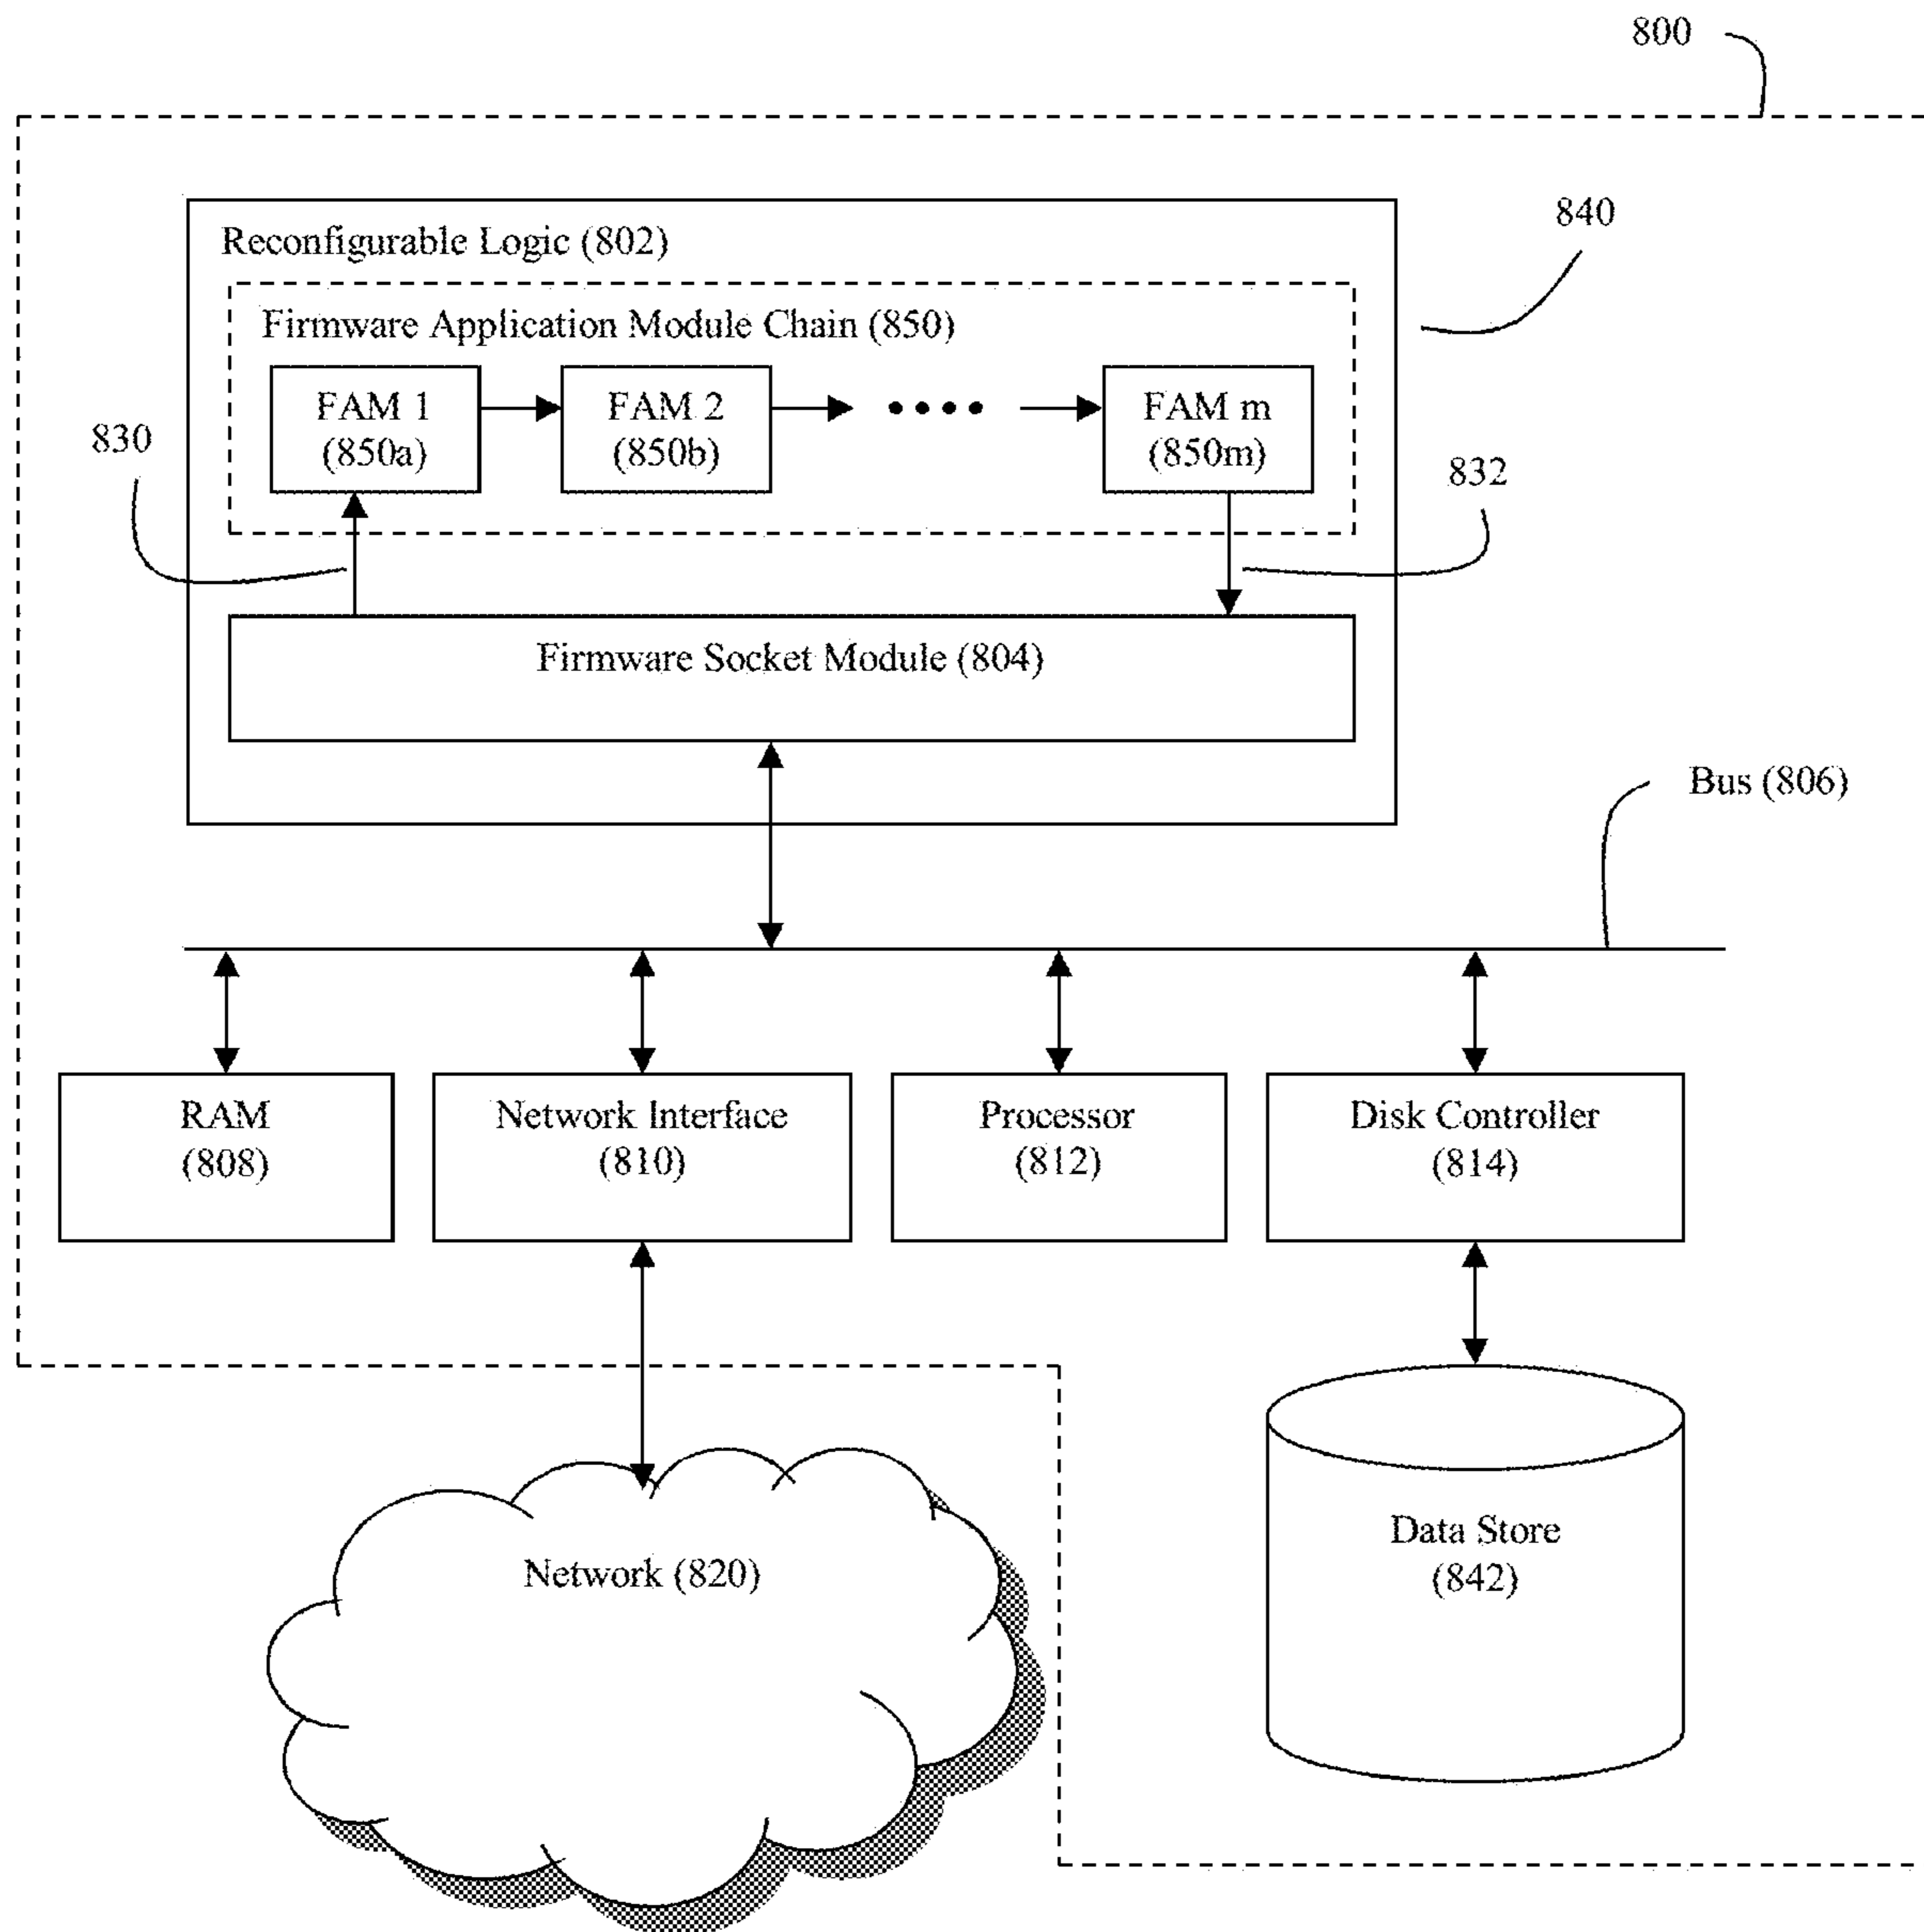 800
840
Reconfigurable Logic (802)
Firmware Application Module Chain (850)
FAM 1
(850a)
FAM 2
(850b)
FAM m
(850m)
830
832
Firmware Socket Module (804)
Bus (806)
RAM
(808)
Network Interface
(810)
Processor
(812)
Disk Controller
(814)
Network (820)
Data Store
(842)